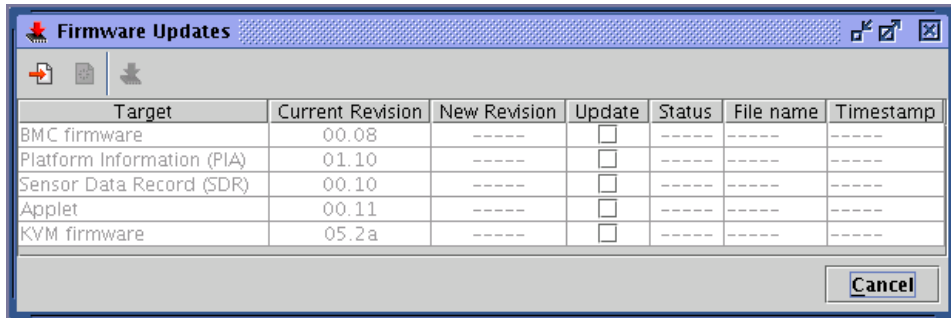 Firmware Updates
Target Current Revision New Revision Update Status File name Timestamp
BMC firmware 00.08 ----- ----- ----- -----
Platform Information (PIA) 01.10 ----- ----- ----- -----
Sensor Data Record (SDR) 00.10 ----- ----- ----- -----
Applet 00.11 ----- ----- ----- -----
KVM firmware 05.2a ----- ----- ----- -----
Cancel